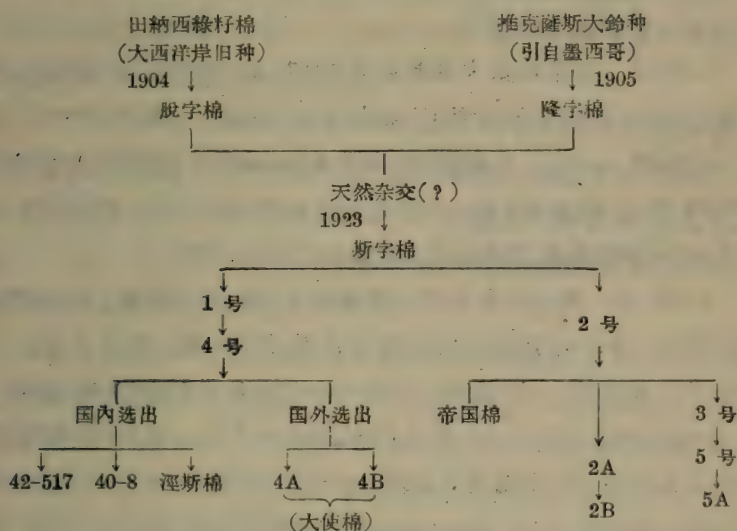 田納西綠籽棉 推克薩斯大鈴种
(大西洋岸旧种) (引自墨西哥)
1904 1905
脫字棉 隆字棉
天然杂交(?)
1923
斯字棉
1 号
2 号
4 号
国內选出 国外选出 帝国棉 3 号
5 号
42-517 40-8 涇斯棉 4A 4B 2A
5A
(大使棉) 2B